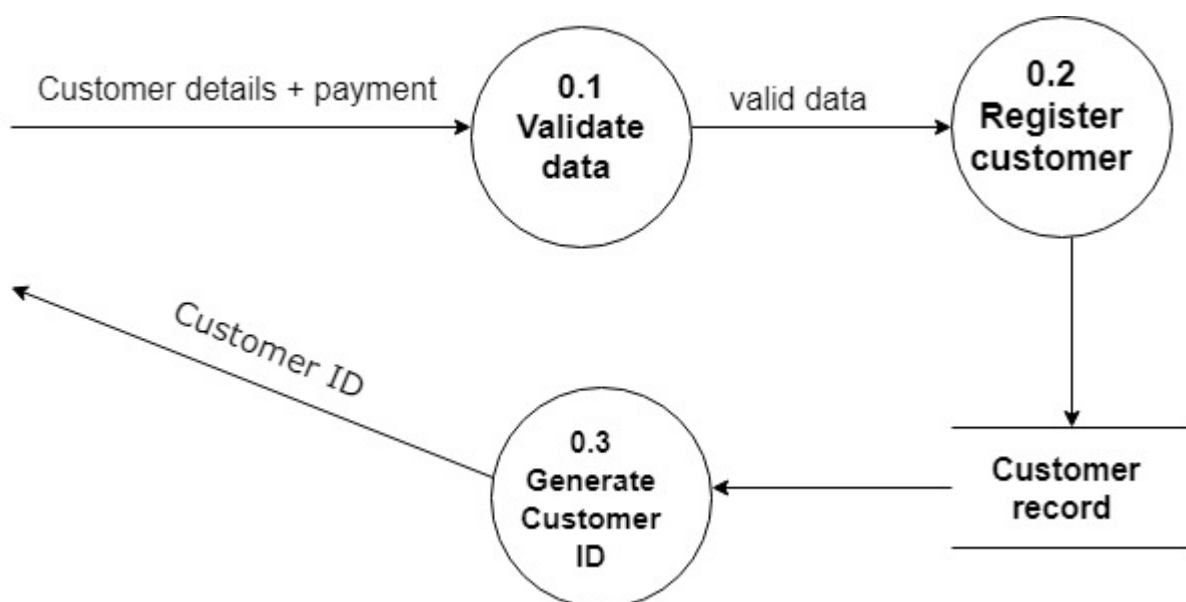 Customer details + payment
0.1
Validate
data
valid data
0.2
Register
customer
Customer ID
0.3
Generate
Customer
ID
Customer
record